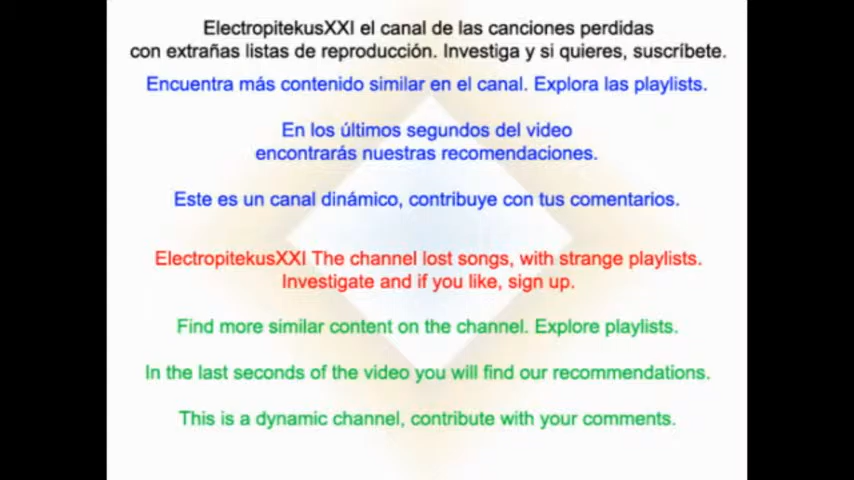 ElectropitekusXXI el canal de las canciones perdidas
con extrañas listas de reproducción. Investiga y si quieres, suscríbete.
Encuentra más contenido similar en el canal. Explora las playlists.
En los últimos segundos del video
encontrarás nuestras recomendaciones.
Este es un canal dinámico, contribuye con tus comentarios.
ElectropitekusXXI The channel lost songs, with strange playlists.
Investigate and if you like, sign up.
Find more similar content on the channel. Explore playlists.
In the last seconds of the video you will find our recommendations.
This is a dynamic channel, contribute with your comments.